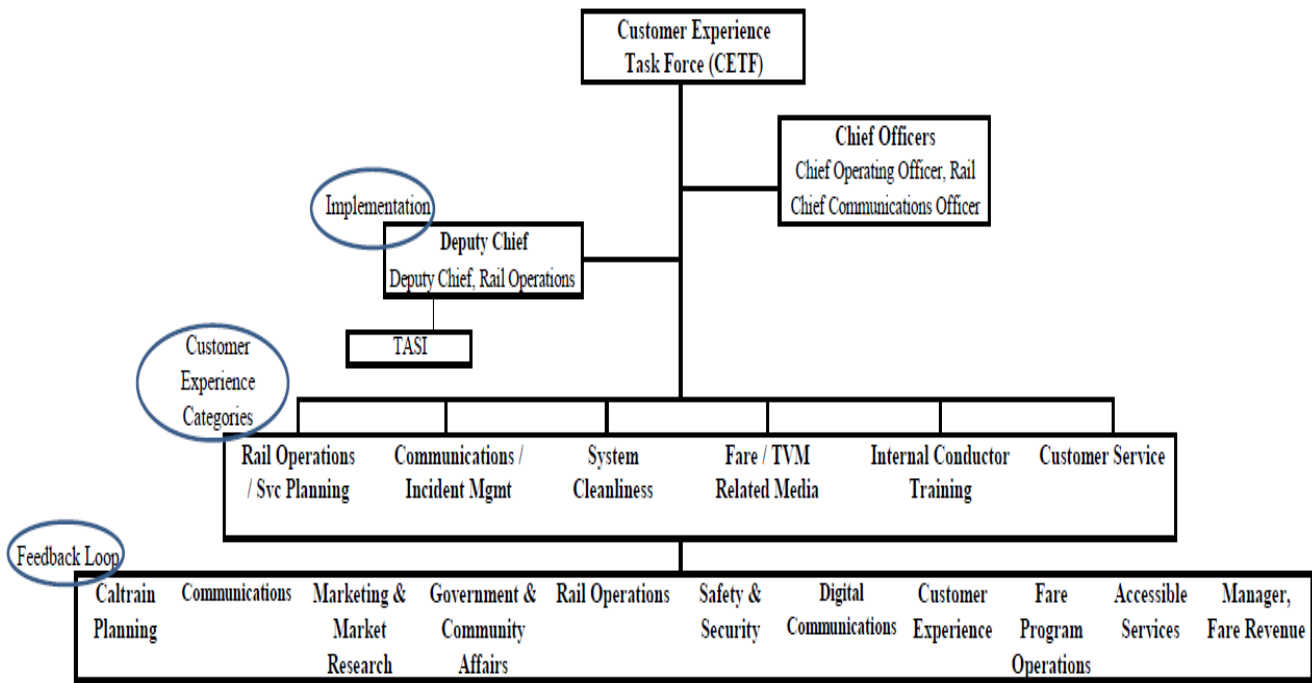 Customer Experience
Task Force (CETF)
Chief Officers
Chief Operating Officer, Rail
Chief Communications Officer
Implementation
Deputy Chief
Deputy Chief, Rail Operations
TASI
Customer
Experience
Categories
Rail Operations
/ Svc Planning
Communications /
Incident Mgmt
System
Cleanliness
Fare / TVM
Related Media
Internal Conductor
Training
Customer Service
Feedback Loop
Caltrain
Planning
Communications
Marketing &
Market
Research
Government &
Community
Affairs
Rail Operations
Safety &
Security
Digital
Communications
Customer
Experience
Fare
Program
Operations
Accessible
Services
Manager,
Fare Revenue